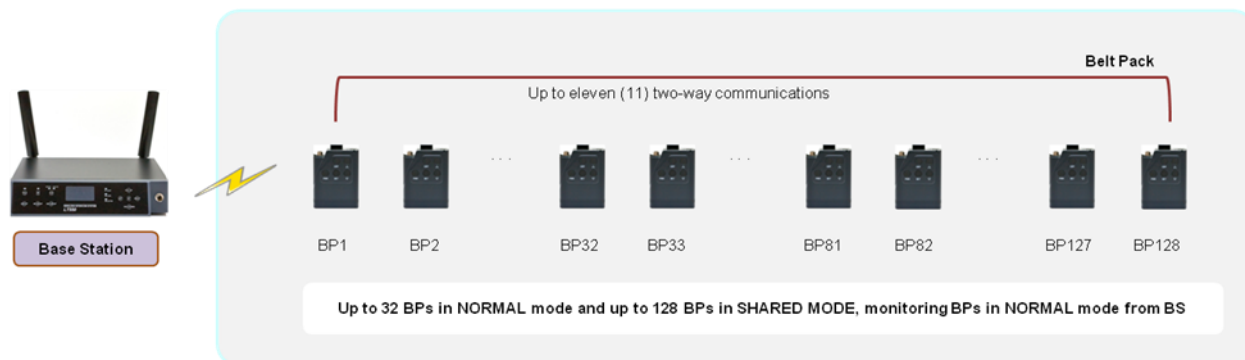 Belt Pack
Up to eleven (11) two-way communications
. . .
. . .
. . .
Base Station
BP1
BP2
BP32
BP33
BP81
BP82
BP127
BP128
Up to 32 BPs in NORMAL mode and up to 128 BPs in SHARED MODE, monitoring BPs in NORMAL mode from BS